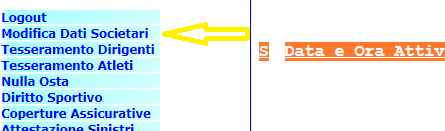 Logout
Modifica Dati Societari
Tesseramento Dirigenti
Tesseramento Atleti
Nulla Osta
Diritto Sportivo
Coperture Assicurative
Attestazione Sinistri
S Data e Ora Attiv